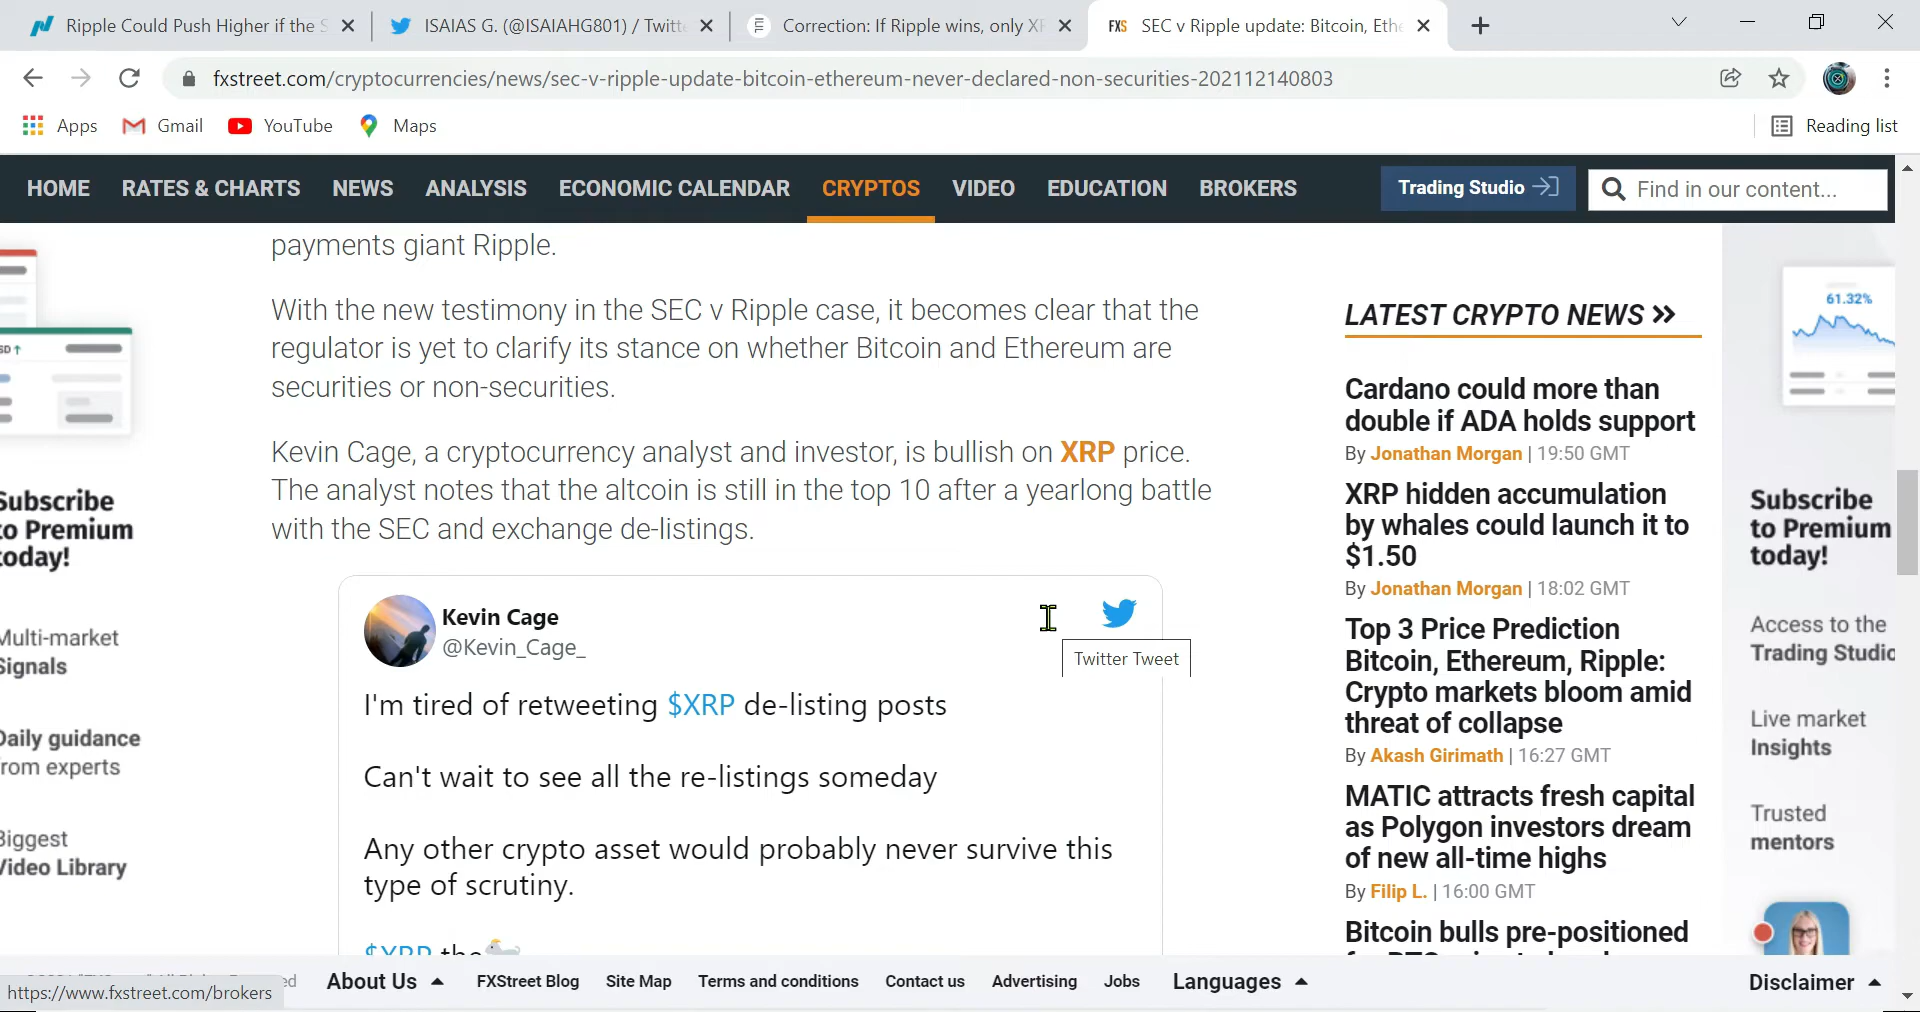 Ripple Could Push Higher if the S
ISAIAS G. (@ISAIAHG801) / Twitte
Correction: If Ripple wins, only XR
FXS SEC v Ripple update: Bitcoin, Ethe
fxstreet.com/cryptocurrencies/news/sec-v-ripple-update-bitcoin-ethereum-never-declared-non-securities-202112140803
Apps Gmail YouTube Maps Reading list
HOME RATES & CHARTS NEWS ANALYSIS ECONOMIC CALENDAR CRYPTOS VIDEO EDUCATION BROKERS Trading Studio Find in our content...
payments giant Ripple.
With the new testimony in the SEC v Ripple case, it becomes clear that the
regulator is yet to clarify its stance on whether Bitcoin and Ethereum are
securities or non-securities.
Kevin Cage, a cryptocurrency analyst and investor, is bullish on XRP price.
The analyst notes that the altcoin is still in the top 10 after a yearlong battle
with the SEC and exchange de-listings.
Kevin Cage
@Kevin_Cage_
Twitter Tweet
I'm tired of retweeting $XRP de-listing posts
Can't wait to see all the re-listings someday
Any other crypto asset would probably never survive this
type of scrutiny.
$XRP the
LATEST CRYPTO NEWS »
Cardano could more than
double if ADA holds support
By Jonathan Morgan | 19:50 GMT
XRP hidden accumulation
by whales could launch it to
$1.50
By Jonathan Morgan | 18:02 GMT
Top 3 Price Prediction
Bitcoin, Ethereum, Ripple:
Crypto markets bloom amid
threat of collapse
By Akash Girimath | 16:27 GMT
MATIC attracts fresh capital
as Polygon investors dream
of new all-time highs
By Filip L. | 16:00 GMT
Bitcoin bulls pre-positioned
SD
Subscribe
to Premium
today!
Multi-market
Signals
Daily guidance
from experts
Biggest
Video Library
61.32%
Subscribe
to Premium
today!
Access to the
Trading Studio
Live market
Insights
Trusted
mentors
About Us FXStreet Blog Site Map Terms and conditions Contact us Advertising Jobs Languages Disclaimer
https://www.fxstreet.com/brokers